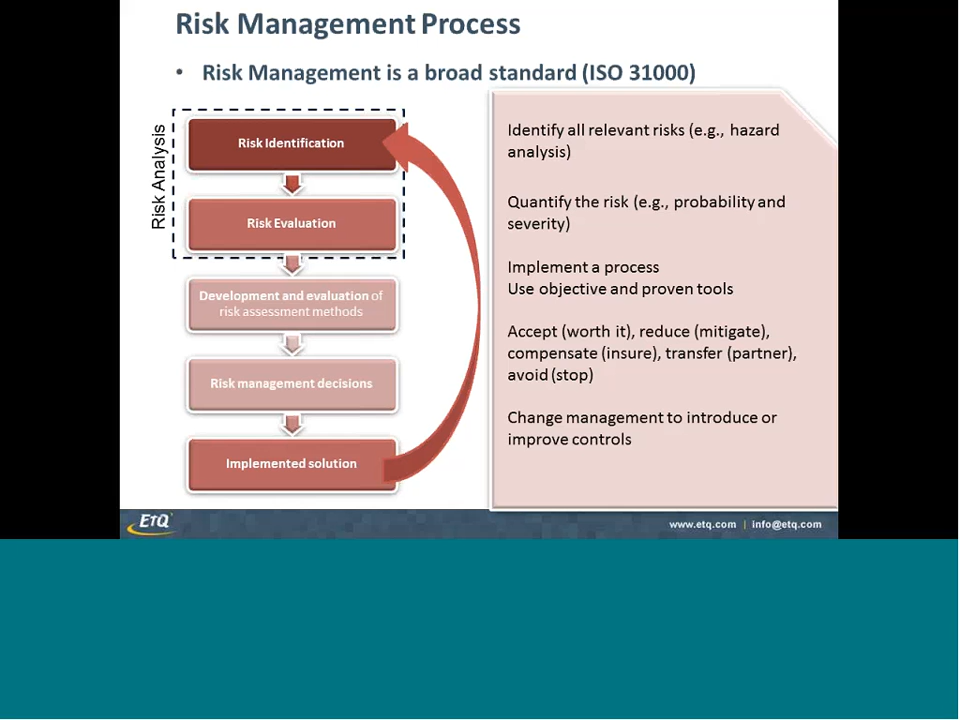 Risk Management Process
• Risk Management is a broad standard (ISO 31000)
Risk Analysis
Risk Identification
Risk Evaluation
Development and evaluation of
risk assessment methods
Risk management decisions
Implemented solution
Identify all relevant risks (e.g., hazard
analysis)
Quantify the risk (e.g., probability and
severity)
Implement a process
Use objective and proven tools
Accept (worth it), reduce (mitigate),
compensate (insure), transfer (partner),
avoid (stop)
Change management to introduce or
improve controls
ETQ
www.etq.com | info@etq.com